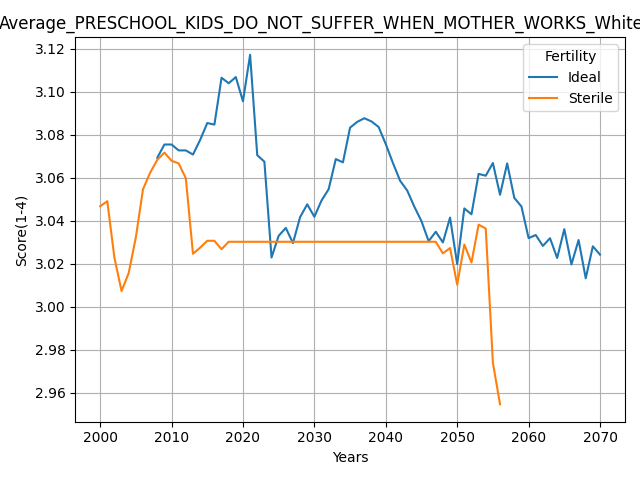 Average_PRESCHOOL_KIDS_DO_NOT_SUFFER_WHEN_MOTHER_WORKS_White
Fertility
Ideal
Sterile
3.12
3.10
3.08
3.06
3.04
3.02
3.00
2.98
2.96
Score(1-4)
2000 2010 2020 2030 2040 2050 2060 2070
Years